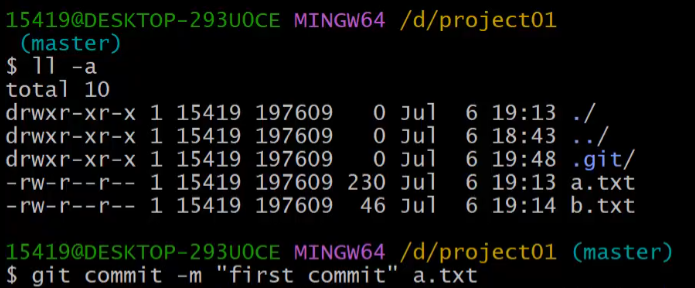 15419@DESKTOP-293U0CE MINGW64 /d/project01
(master)
$ ll -a
total 10
drwxr-xr-x 1 15419 197609   0 Jul  6 19:13 ./
drwxr-xr-x 1 15419 197609   0 Jul  6 18:43 ../
drwxr-xr-x 1 15419 197609   0 Jul  6 19:48 .git/
-rw-r--r-- 1 15419 197609 230 Jul  6 19:13 a.txt
-rw-r--r-- 1 15419 197609  46 Jul  6 19:14 b.txt
15419@DESKTOP-293U0CE MINGW64 /d/project01 (master)
$ git commit -m "first commit" a.txt